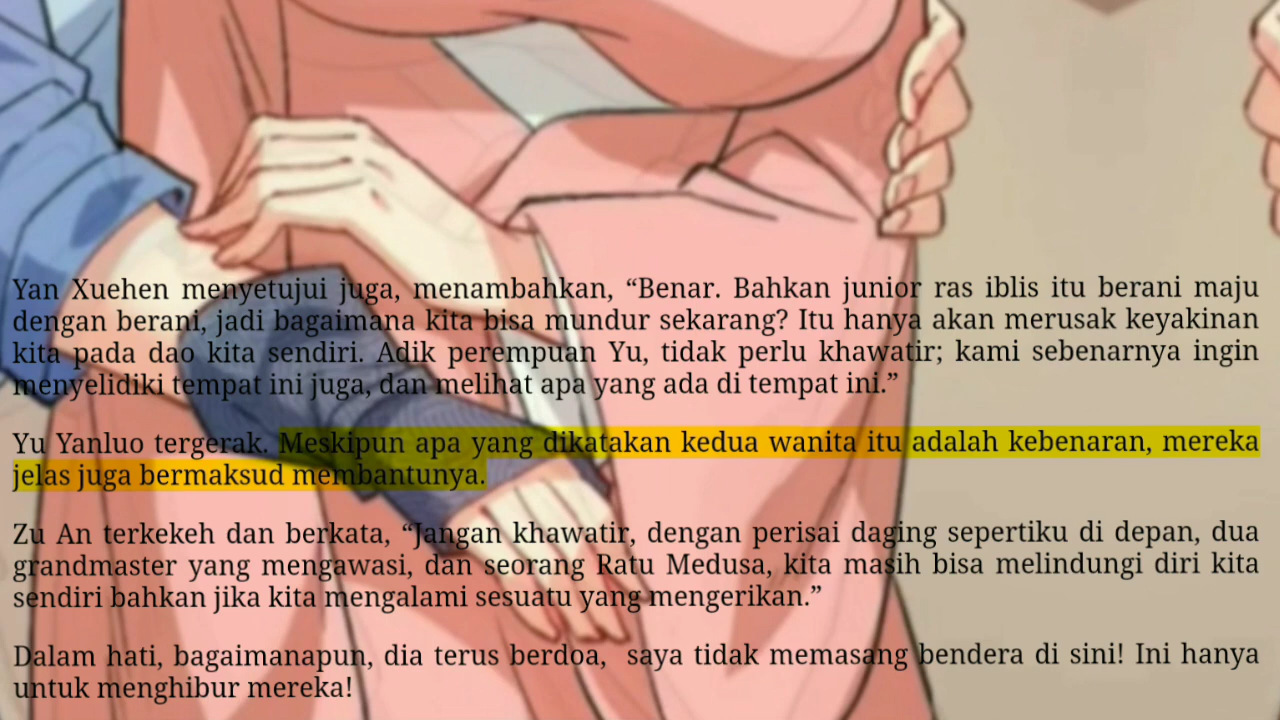 Yan Xuehen menyetujui juga, menambahkan, “Benar. Bahkan junior ras iblis itu berani maju
dengan berani, jadi bagaimana kita bisa mundur sekarang? Itu hanya akan merusak keyakinan
kita pada dao kita sendiri. Adik perempuan Yu, tidak perlu khawatir; kami sebenarnya ingin
menyelidiki tempat ini juga, dan melihat apa yang ada di tempat ini.”
Yu Yanluo tergerak. Meskipun apa yang dikatakan kedua wanita itu adalah kebenaran, mereka
jelas juga bermaksud membantunya.
Zu An terkekeh dan berkata, “Jangan khawatir, dengan perisai daging sepertiku di depan, dua
grandmaster yang mengawasi, dan seorang Ratu Medusa, kita masih bisa melindungi diri kita
sendiri bahkan jika kita mengalami sesuatu yang mengerikan.”
Dalam hati, bagaimanapun, dia terus berdoa, saya tidak memasang bendera di sini! Ini hanya
untuk menghibur mereka!